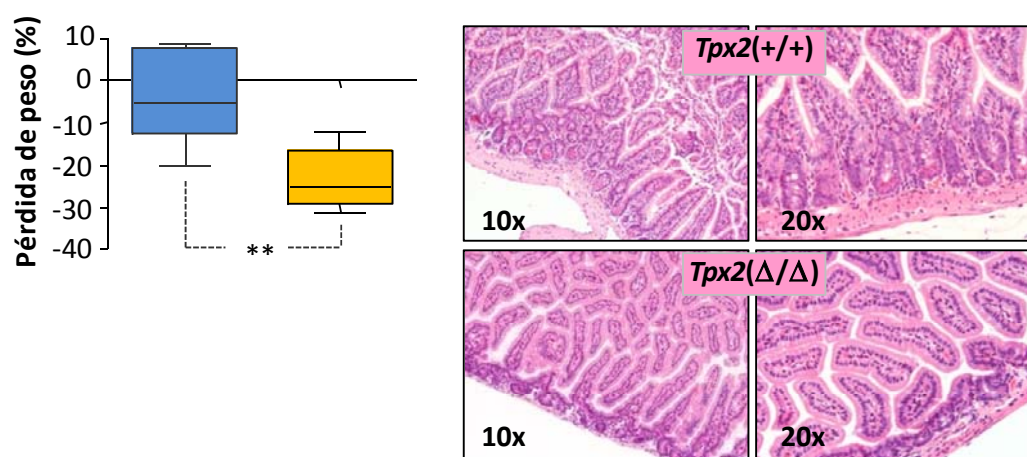 Pérdida de peso (%)
10
0
-10
-20
-30
-40
**
Tpx2(+/+)
10x
20x
Tpx2(Δ/Δ)
10x
20x